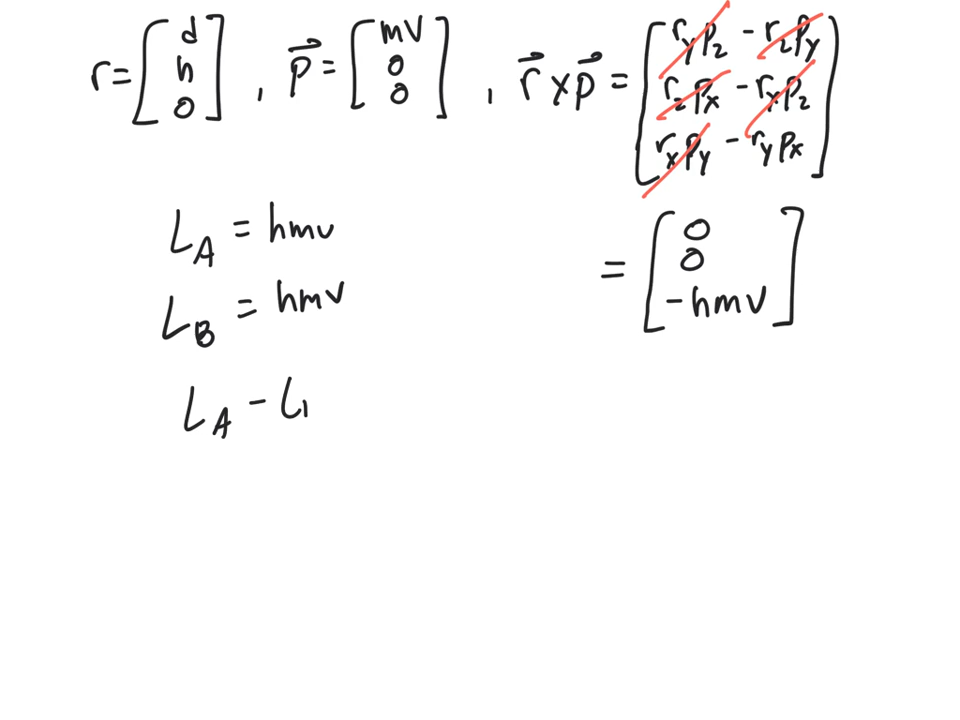 r = [d h 0], p⃗ = [mv 0 0], r⃗ x p⃗ = [r_y p_z - r_z p_y
r_z p_x - r_x p_z
r_x p_y - r_y p_x]
L_A = hmv
= [0 0 -hmv]
L_B = hmv
L_A - L